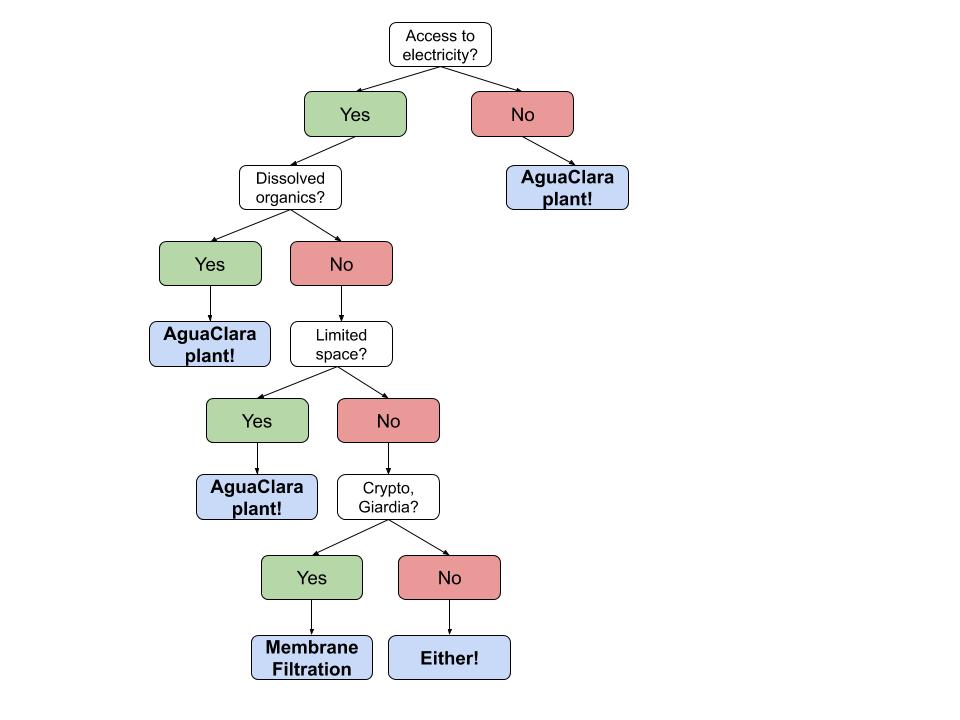 Access to
electricity?
Yes
No
Dissolved
organics?
AguaClara
plant!
Yes
No
AguaClara
plant!
Limited
space?
Yes
No
AguaClara
plant!
Crypto,
Giardia?
Yes
No
Membrane
Filtration
Either!